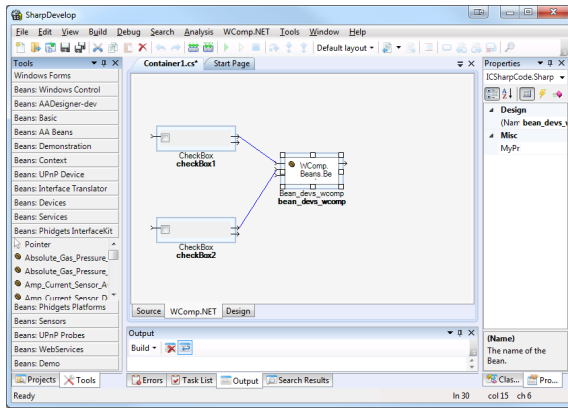 SharpDevelop
File Edit View Build Debug Search Analysis WComp.NET Tools Window Help
Default layout
Tools
Windows Forms
Beans: Windows Control
Beans: AADesigner-dev
Beans: Basic
Beans: AA Beans
Beans: Demonstration
Beans: Context
Beans: UPnP Device
Beans: Interface Translator
Beans: Devices
Beans: Services
Beans: Phidgets InterfaceKit
Pointer
Absolute_Gas_Pressure_
Absolute_Gas_Pressure_
Amp_Current_Sensor_A
Amp_Current_Sensor_D
Beans: Phidgets Platforms
Beans: Sensors
Beans: UPnP Probes
Beans: WebServices
Beans: Demo
Projects Tools
Container1.cs* Start Page
CheckBox
checkBox1
WComp.
Beans.Be
Bean_devs_wcomp
bean_devs_wcomp
CheckBox
checkBox2
Source WComp.NET Design
Output
Build
Errors Task List Output Search Results
Properties
ICSharpCode.Sharp
Design
(Nam bean_devs_w
Misc
MyPr
(Name)
The name of the
Bean.
Clas... Pro...
Ready ln 30 col 15 ch 6